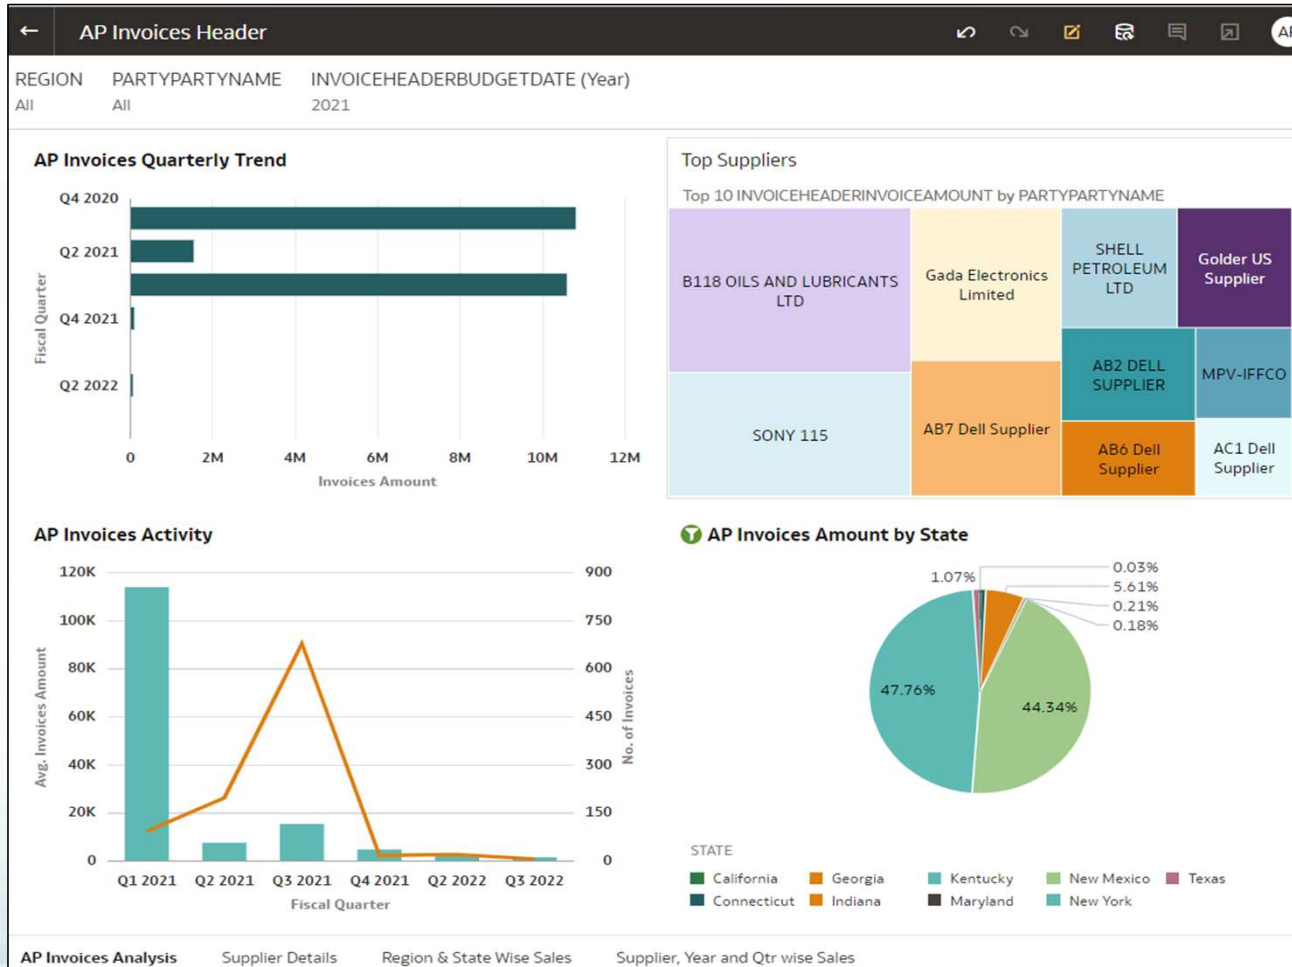 AP Invoices Header
AP
REGION PARTYPARTYNAME INVOICEHEADERBUDGETDATE (Year)
All All 2021
AP Invoices Quarterly Trend
Q4 2020
Q2 2021
Q4 2021
Q2 2022
Fiscal Quarter
0 2M 4M 6M 8M 10M 12M
Invoices Amount
Top Suppliers
Top 10 INVOICEHEADERINVOICEAMOUNT by PARTYPARTYNAME
B118 OILS AND LUBRICANTS
LTD
SONY 115
Gada Electronics
Limited
AB7 Dell Supplier
SHELL
PETROLEUM
LTD
Golder US
Supplier
AB2 DELL
SUPPLIER
MPV-IFFCO
AB6 Dell
Supplier
AC1 Dell
Supplier
AP Invoices Activity
120K
100K
80K
60K
40K
20K
0
Avg. Invoices Amount
900
750
600
450
300
150
0
No. of Invoices
Q1 2021 Q2 2021 Q3 2021 Q4 2021 Q2 2022 Q3 2022
Fiscal Quarter
AP Invoices Amount by State
1.07%
0.03%
5.61%
0.21%
0.18%
47.76%
44.34%
STATE
California Georgia Kentucky New Mexico Texas
Connecticut Indiana Maryland New York
AP Invoices Analysis Supplier Details Region & State Wise Sales Supplier, Year and Qtr wise Sales